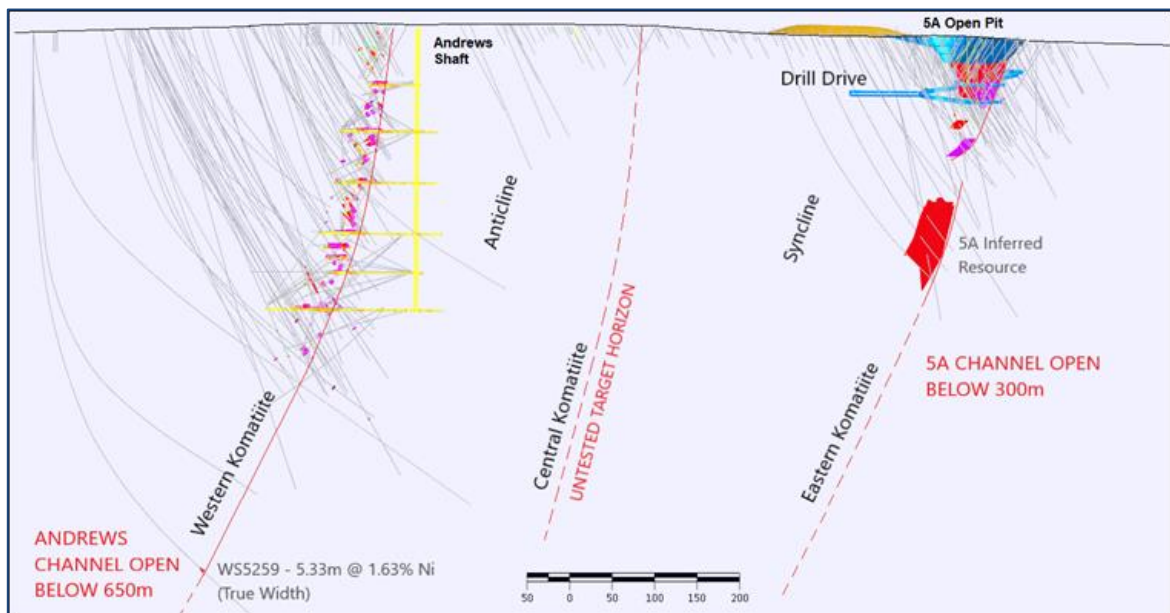 5A Open Pit
Andrews
Shaft
Drill Drive
Anticline
Syncline
5A Inferred
Resource
Central Komatiite
UNTESTED TARGET HORIZON
5A CHANNEL OPEN
BELOW 300m
Western Komatiite
Eastern Komatiite
ANDREWS
CHANNEL OPEN
BELOW 650m
WS5259 - 5.33m @ 1.63% Ni
(True Width)
50 0 50 100 150 200